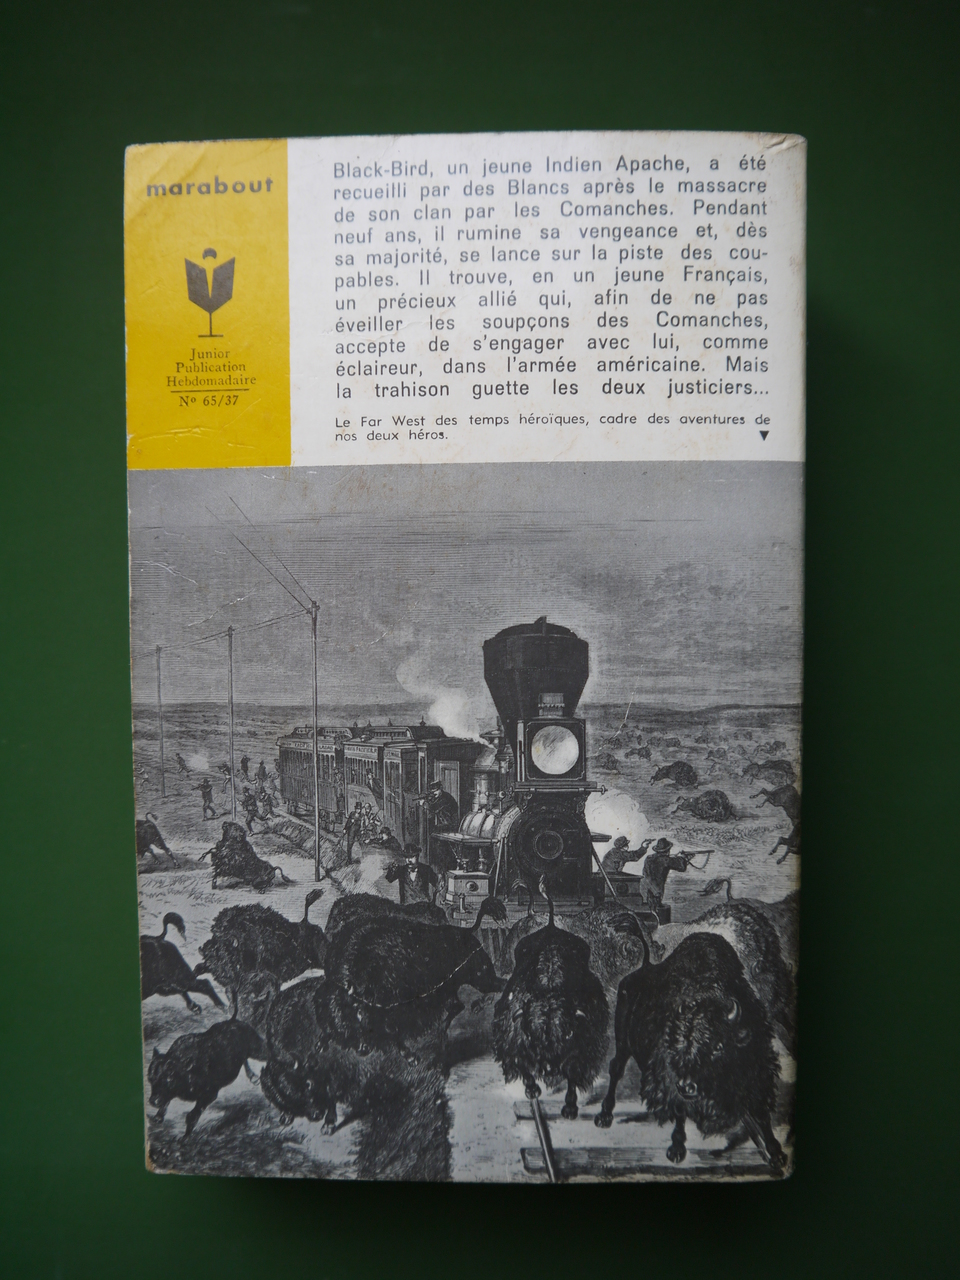 marabout
Junior
Publication
Hebdomadaire
Nº 65/37
Black-Bird, un jeune Indien Apache, a été
recueilli par des Blancs après le massacre
de son clan par les Comanches. Pendant
neuf ans, il rumine sa vengeance et, dès
sa majorité, se lance sur la piste des cou-
pables. Il trouve, en un jeune Français,
un précieux allié qui, afin de ne pas
éveiller les soupçons des Comanches,
accepte de s'engager avec lui, comme
éclaireur, dans l'armée américaine. Mais
la trahison guette les deux justiciers...
Le Far West des temps héroïques, cadre des aventures de
nos deux héros. ▼